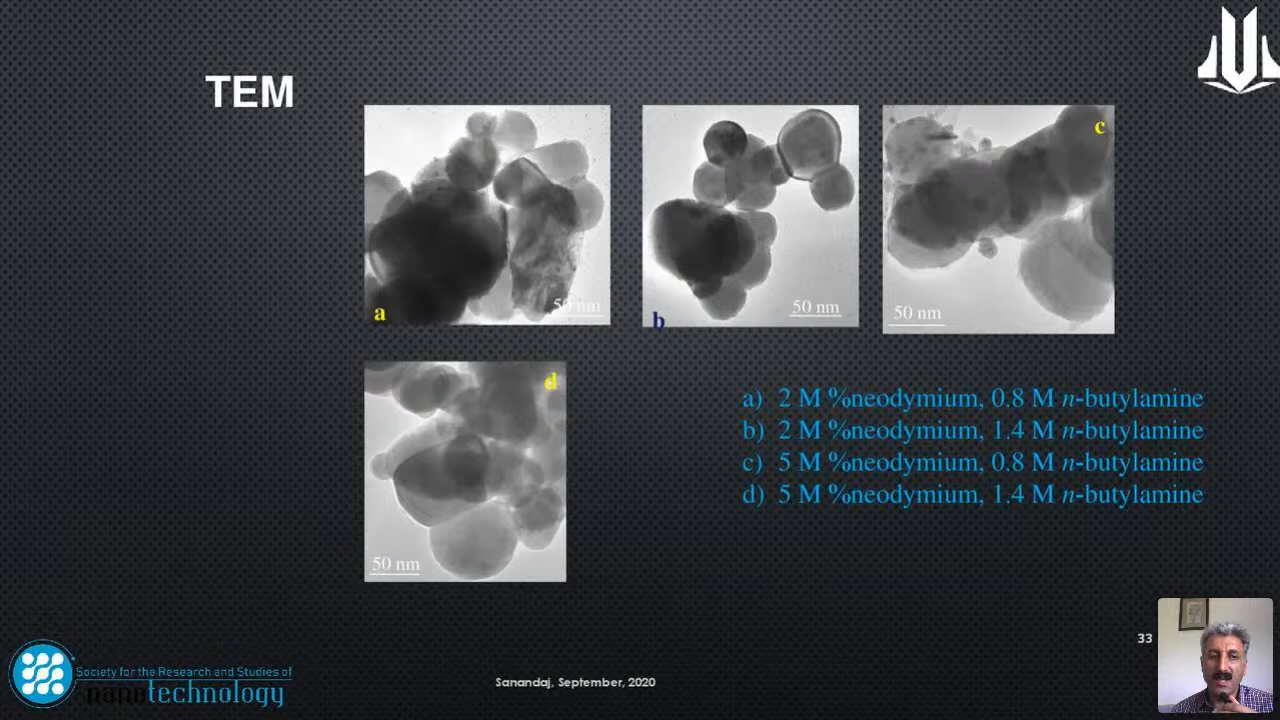 TEM
a
50 nm
b
50 nm
c
50 nm
d
50 nm
a) 2 M %neodymium, 0.8 M n-butylamine
b) 2 M %neodymium, 1.4 M n-butylamine
c) 5 M %neodymium, 0.8 M n-butylamine
d) 5 M %neodymium, 1.4 M n-butylamine
33
Society for the Research and Studies of
nanotechnology
Sanandaj, September, 2020